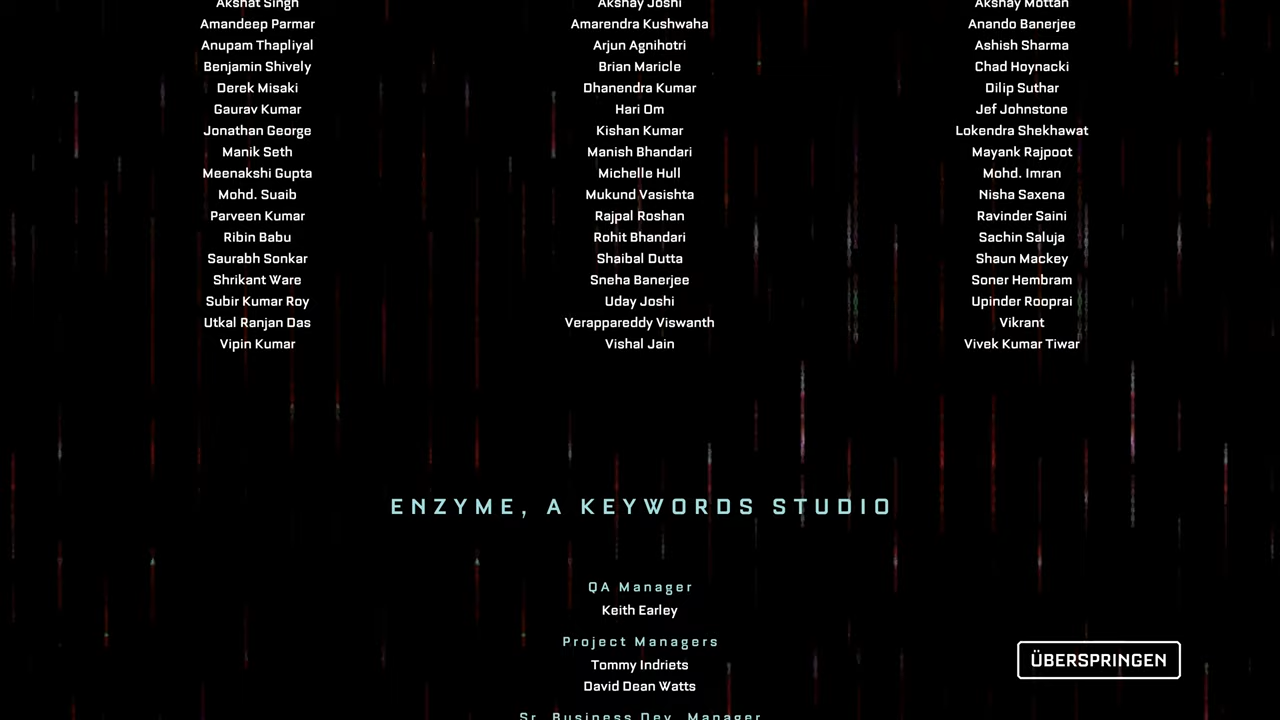 Akshat Singh Akshay Joshi Akshay Mottan
Amandeep Parmar Amarendra Kushwaha Anando Banerjee
Anupam Thapliyal Arjun Agnihotri Ashish Sharma
Benjamin Shively Brian Maricle Chad Hoynacki
Derek Misaki Dhanendra Kumar Dilip Suthar
Gaurav Kumar Hari Om Jef Johnstone
Jonathan George Kishan Kumar Lokendra Shekhawat
Manik Seth Manish Bhandari Mayank Rajpoot
Meenakshi Gupta Michelle Hull Mohd. Imran
Mohd. Suaib Mukund Vasishta Nisha Saxena
Parveen Kumar Rajpal Roshan Ravinder Saini
Ribin Babu Rohit Bhandari Sachin Saluja
Saurabh Sonkar Shaibal Dutta Shaun Mackey
Shrikant Ware Sneha Banerjee Soner Hembram
Subir Kumar Roy Uday Joshi Upinder Rooprai
Utkal Ranjan Das Verappareddy Viswanth Vikrant
Vipin Kumar Vishal Jain Vivek Kumar Tiwar
ENZYME, A KEYWORDS STUDIO
QA Manager
Keith Earley
Project Managers
Tommy Indriets
David Dean Watts
Sr. Business Dev. Manager
ÜBERSPRINGEN